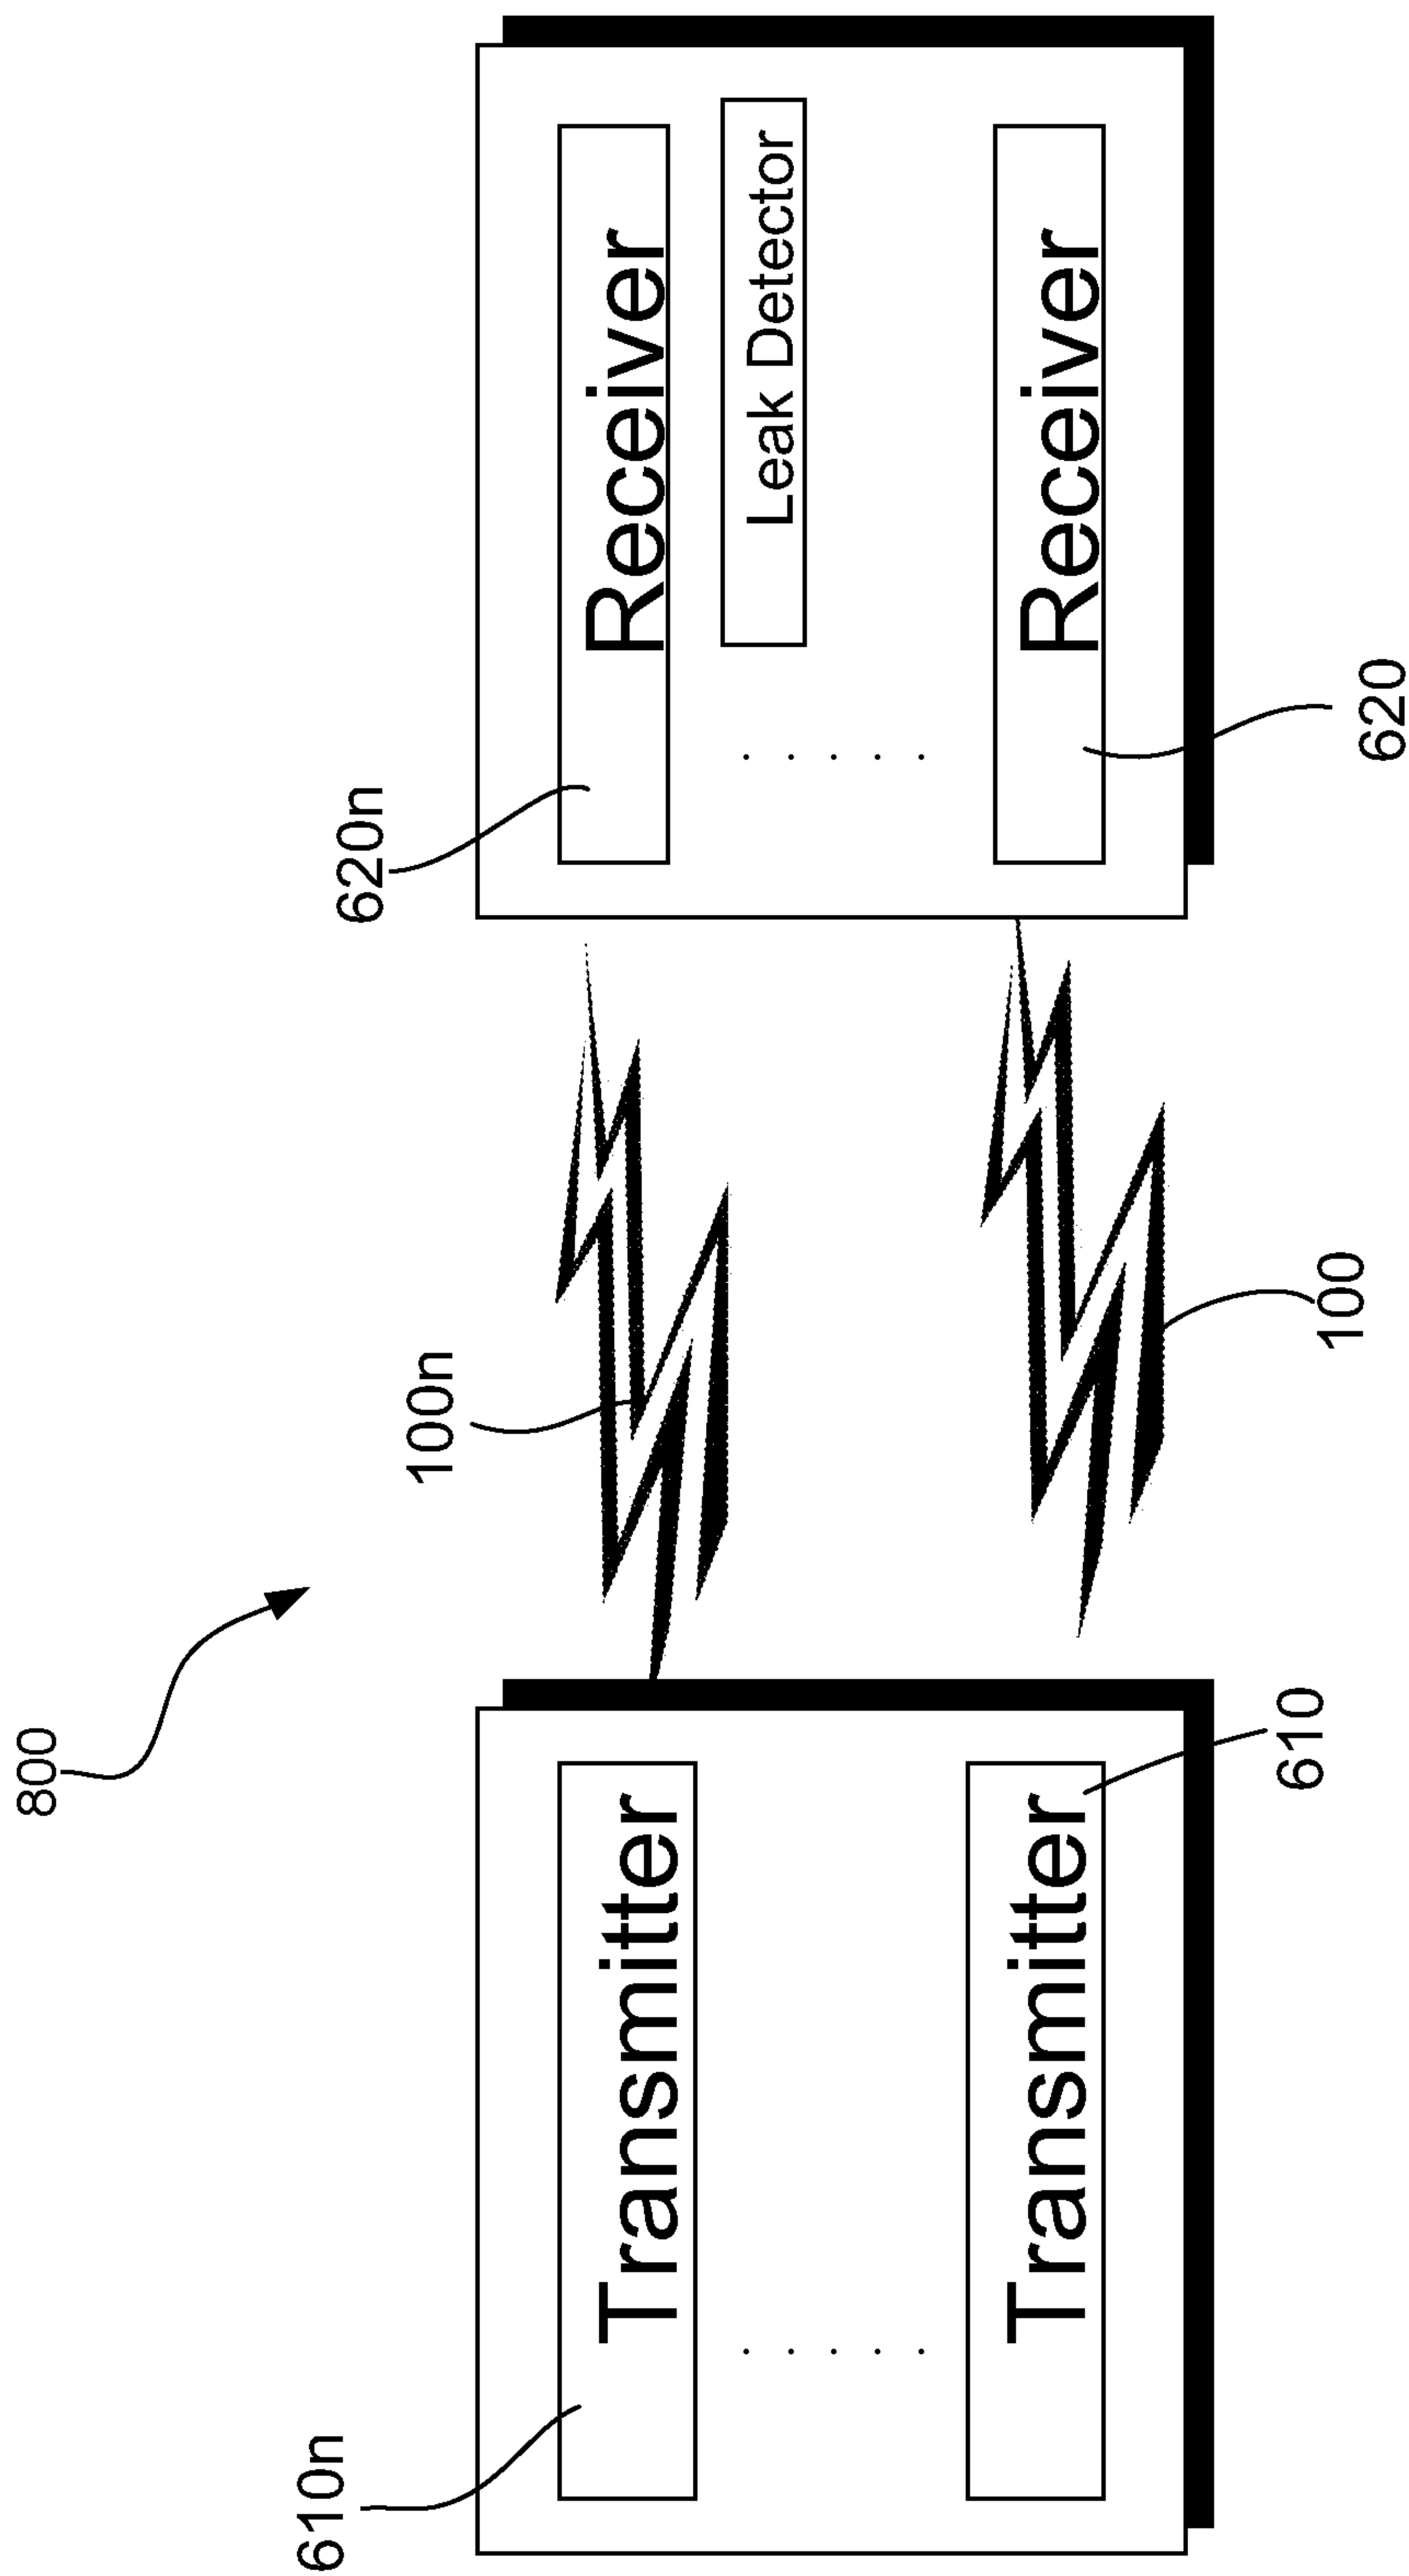 800
610n
Transmitter
100n
620n
Receiver
Leak Detector
.....
.....
Transmitter
610
100
Receiver
620